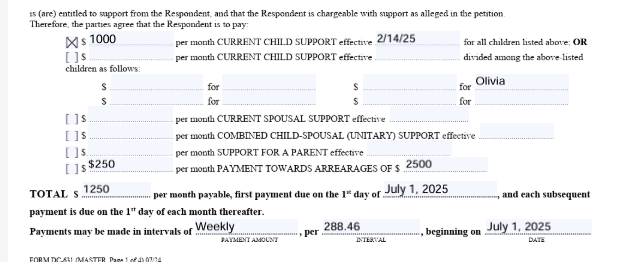 is (are) entitled to support from the Respondent, and that the Respondent is chargeable with support as alleged in the petition.
Therefore, the parties agree that the Respondent is to pay:
[X] $ 1000 per month CURRENT CHILD SUPPORT effective 2/14/25 for all children listed above; OR
[ ] $ per month CURRENT CHILD SUPPORT effective divided among the above-listed
children as follows:
$ for $ for Olivia
$ for $ for
[ ] $ per month CURRENT SPOUSAL SUPPORT effective
[ ] $ per month COMBINED CHILD-SPOUSAL (UNITARY) SUPPORT effective
[ ] $ per month SUPPORT FOR A PARENT effective
[ ] $ $250 per month PAYMENT TOWARDS ARREARAGES OF $ 2500
TOTAL $ 1250 per month payable, first payment due on the 1st day of July 1, 2025, and each subsequent
payment is due on the 1st day of each month thereafter.
Payments may be made in intervals of Weekly, per 288.46, beginning on July 1, 2025
PAYMENT AMOUNT INTERVAL DATE
FORM DC-631 (MASTER, Page 1 of 4) 07/24